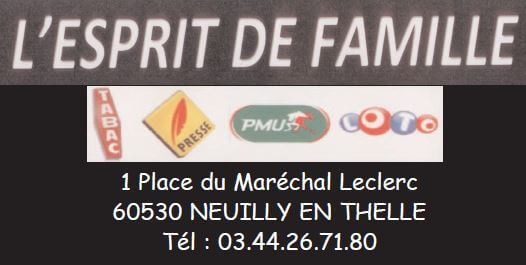 L'ESPRIT DE FAMILLE
TABAC PRESSE PMU LOTO
1 Place du Maréchal Leclerc
60530 NEUILLY EN THELLE
Tél : 03.44.26.71.80